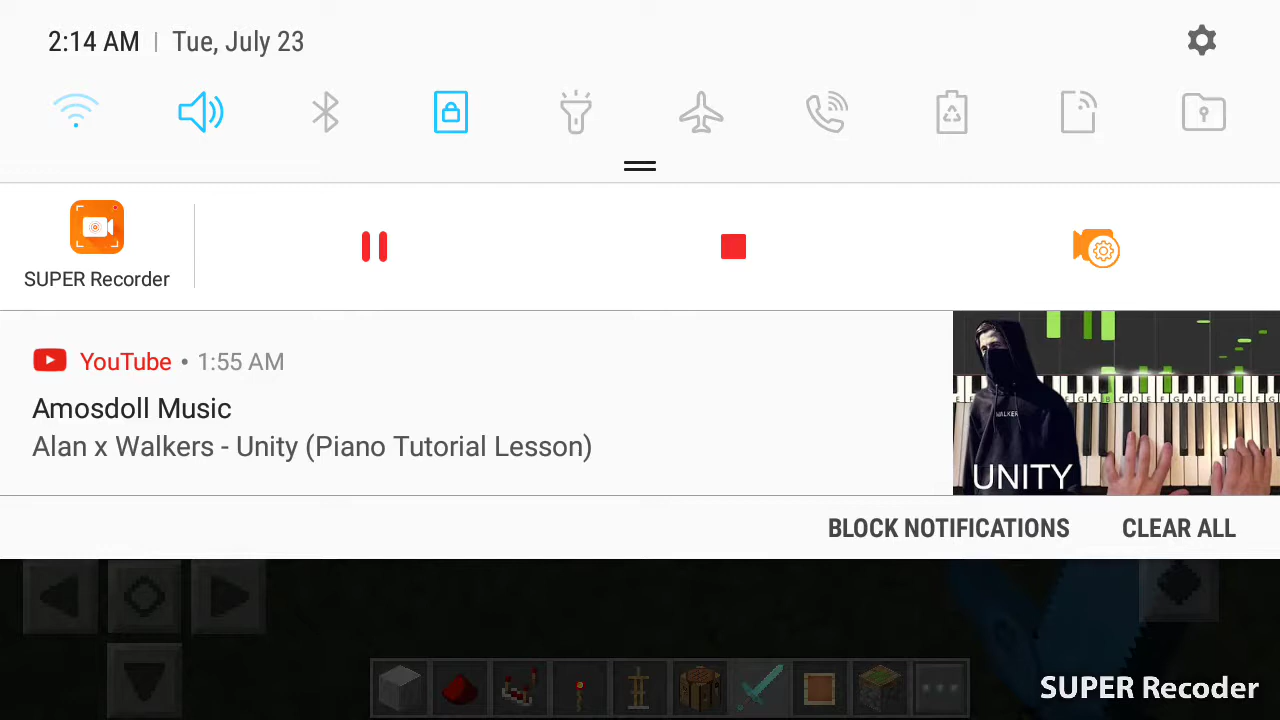 2:14 AM | Tue, July 23
SUPER Recorder
YouTube • 1:55 AM
Amosdoll Music
Alan x Walkers - Unity (Piano Tutorial Lesson)
WALKER
UNITY
BLOCK NOTIFICATIONS CLEAR ALL
SUPER Recoder